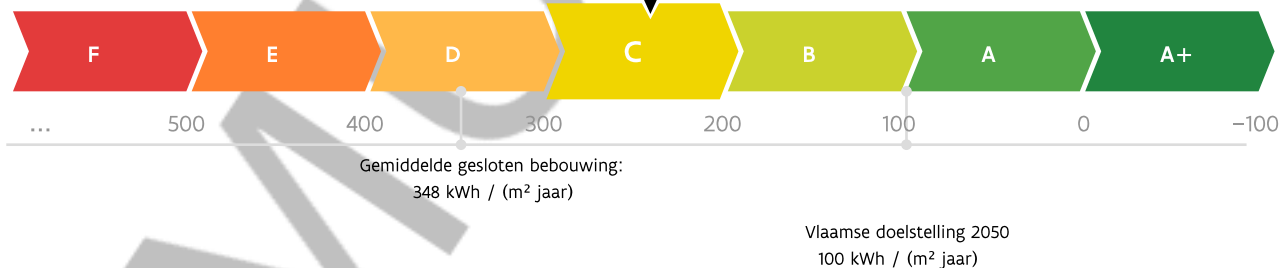 F E D C B A A+
... 500 400 300 200 100 0 −100
Gemiddelde gesloten bebouwing:
348 kWh / (m² jaar)
Vlaamse doelstelling 2050
100 kWh / (m² jaar)